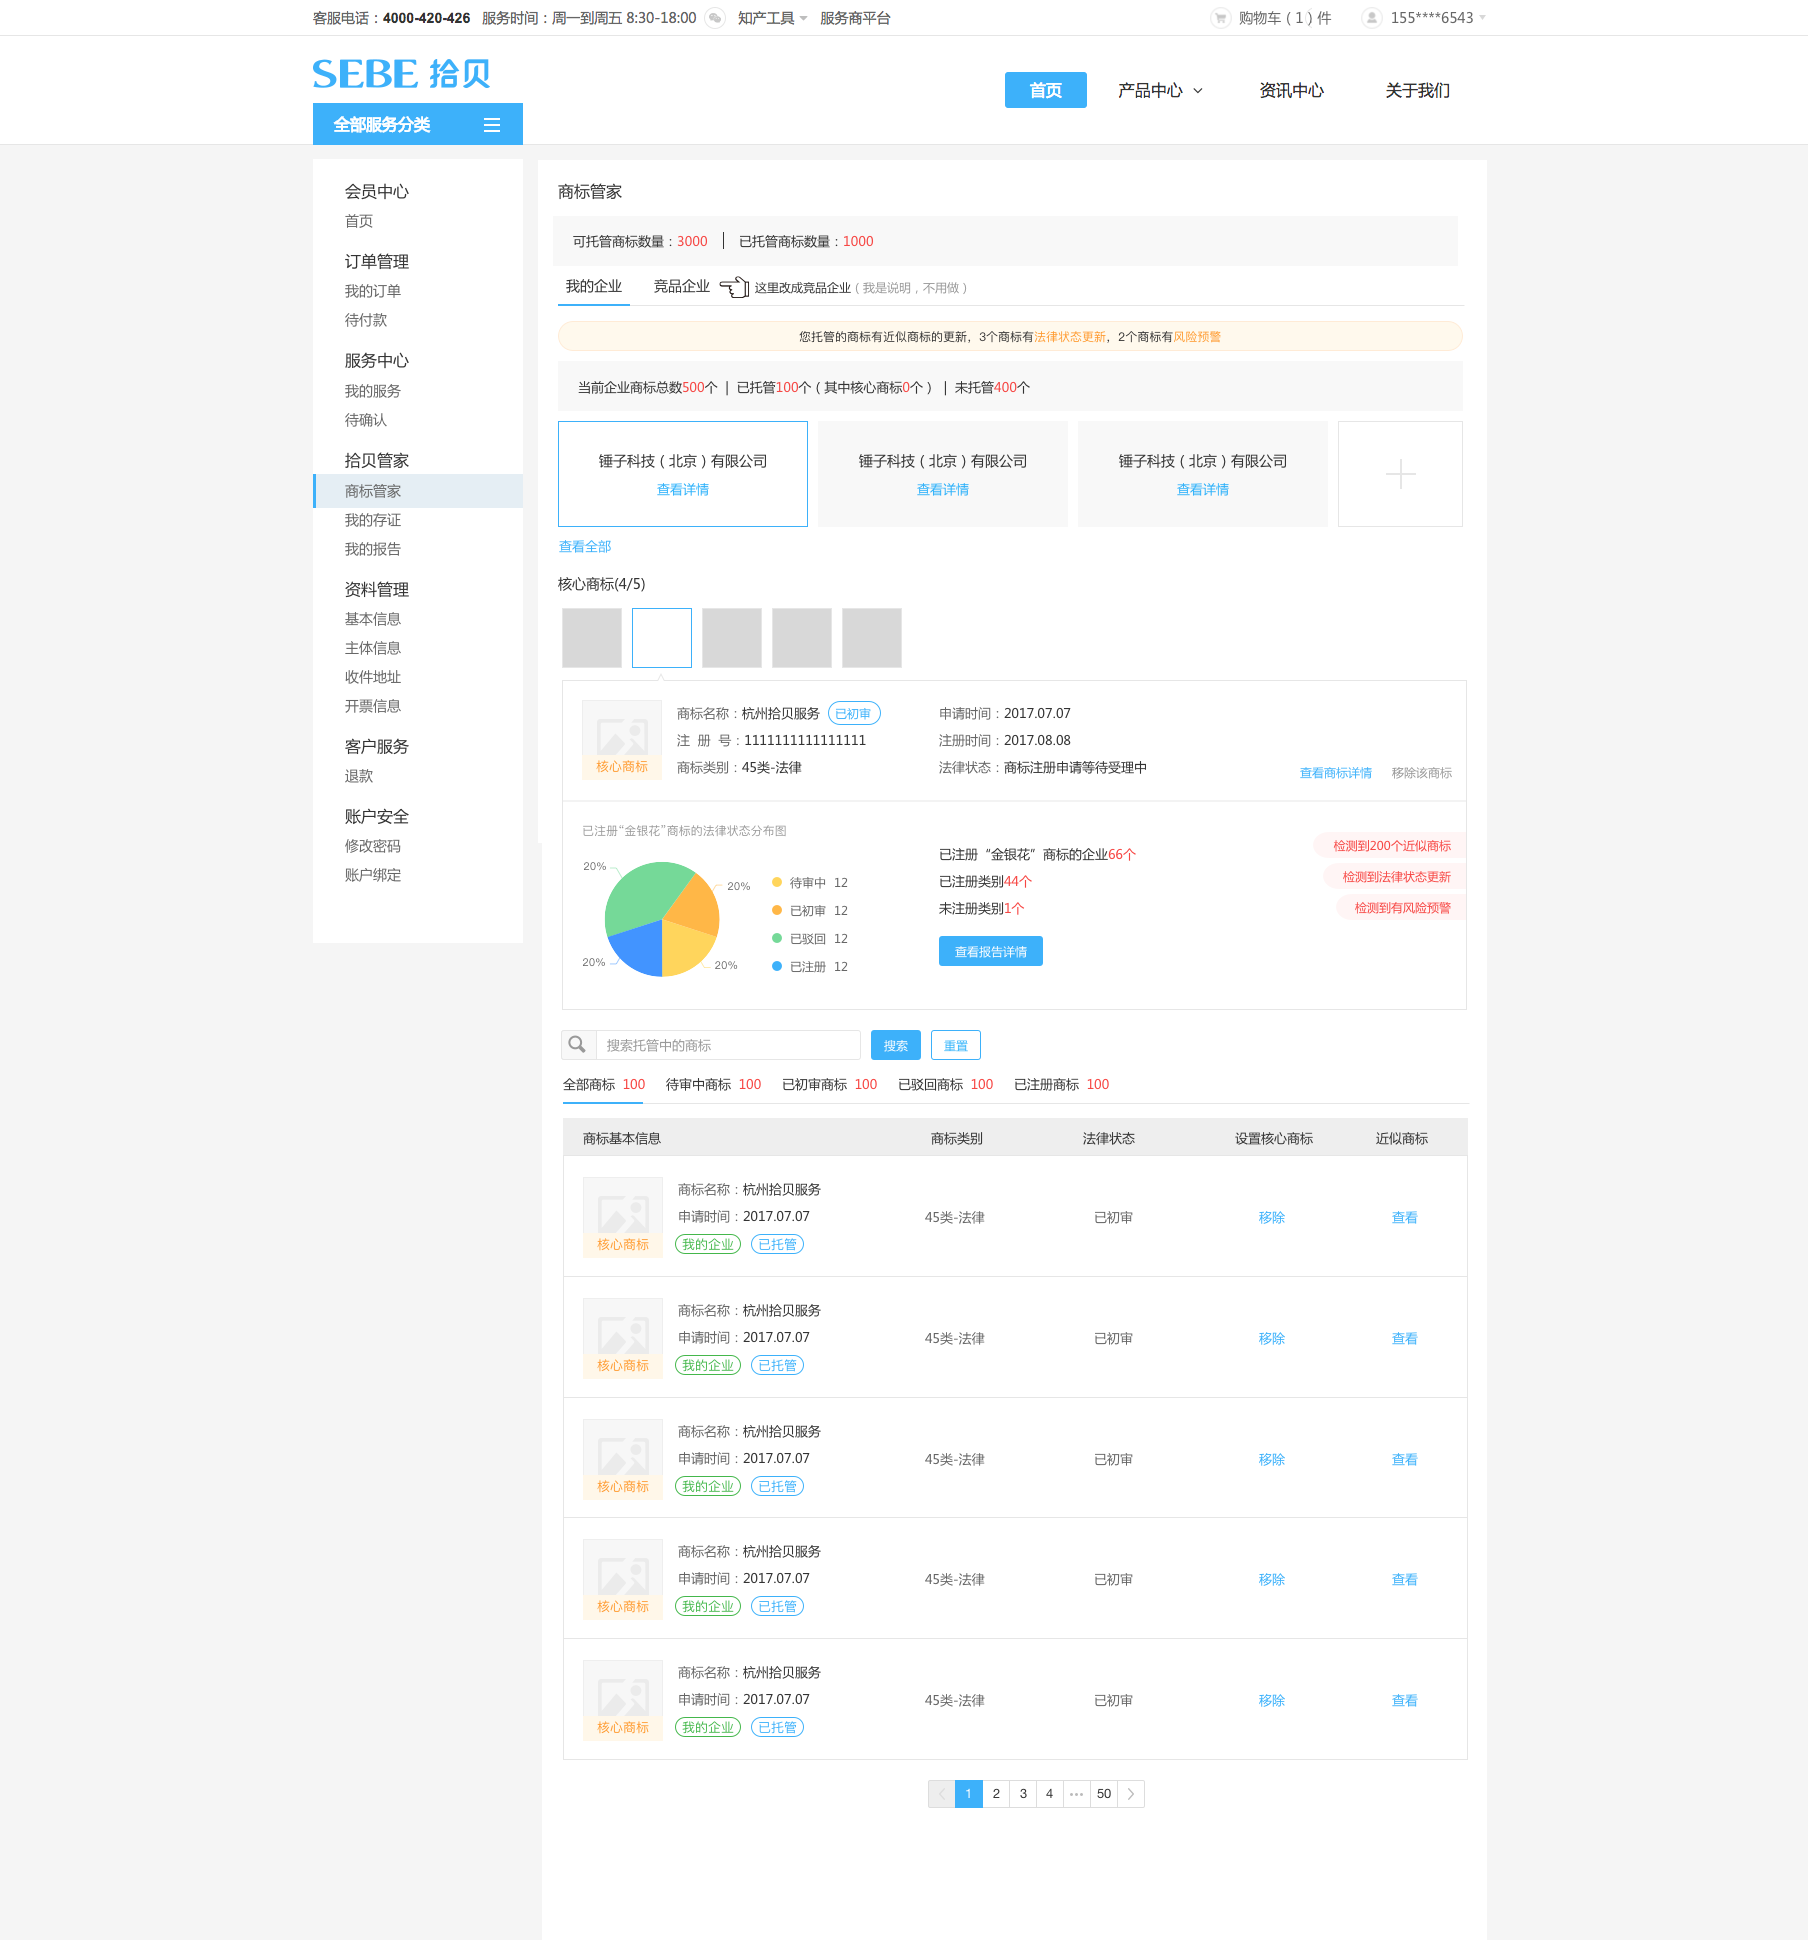 客服电话：4000-420-426 服务时间：周一到周五 8:30-18:00 知产工具 服务商平台 购物车（1）件 155****6543
SEBE 拾贝
首页 产品中心 资讯中心 关于我们
全部服务分类
会员中心
首页
订单管理
我的订单
待付款
服务中心
我的服务
待确认
拾贝管家
商标管家
我的存证
我的报告
资料管理
基本信息
主体信息
收件地址
开票信息
客户服务
退款
账户安全
修改密码
账户绑定
商标管家
可托管商标数量：3000 | 已托管商标数量：1000
我的企业 竞品企业 这里改成竞品企业（我是说明，不用做）
您托管的商标有近似商标的更新，3个商标有法律状态更新，2个商标有风险预警
当前企业商标总数500个 | 已托管100个（其中核心商标0个） | 未托管400个
锤子科技（北京）有限公司 锤子科技（北京）有限公司 锤子科技（北京）有限公司
查看详情 查看详情 查看详情
查看全部
核心商标(4/5)
商标名称：杭州拾贝服务 已初审 申请时间：2017.07.07
注 册 号：1111111111111111 注册时间：2017.08.08
核心商标 商标类别：45类-法律 法律状态：商标注册申请等待受理中 查看商标详情 移除该商标
已注册“金银花”商标的法律状态分布图
20%
20%
20%
20%
待审中 12
已初审 12
已驳回 12
已注册 12
已注册“金银花”商标的企业66个
已注册类别44个
未注册类别1个
查看报告详情
检测到200个近似商标
检测到法律状态更新
检测到有风险预警
搜索托管中的商标 搜索 重置
全部商标 100 待审中商标 100 已初审商标 100 已驳回商标 100 已注册商标 100
商标基本信息 商标类别 法律状态 设置核心商标 近似商标
商标名称：杭州拾贝服务
申请时间：2017.07.07 45类-法律 已初审 移除 查看
核心商标 我的企业 已托管
商标名称：杭州拾贝服务
申请时间：2017.07.07 45类-法律 已初审 移除 查看
核心商标 我的企业 已托管
商标名称：杭州拾贝服务
申请时间：2017.07.07 45类-法律 已初审 移除 查看
核心商标 我的企业 已托管
商标名称：杭州拾贝服务
申请时间：2017.07.07 45类-法律 已初审 移除 查看
核心商标 我的企业 已托管
商标名称：杭州拾贝服务
申请时间：2017.07.07 45类-法律 已初审 移除 查看
核心商标 我的企业 已托管
1 2 3 4 ··· 50